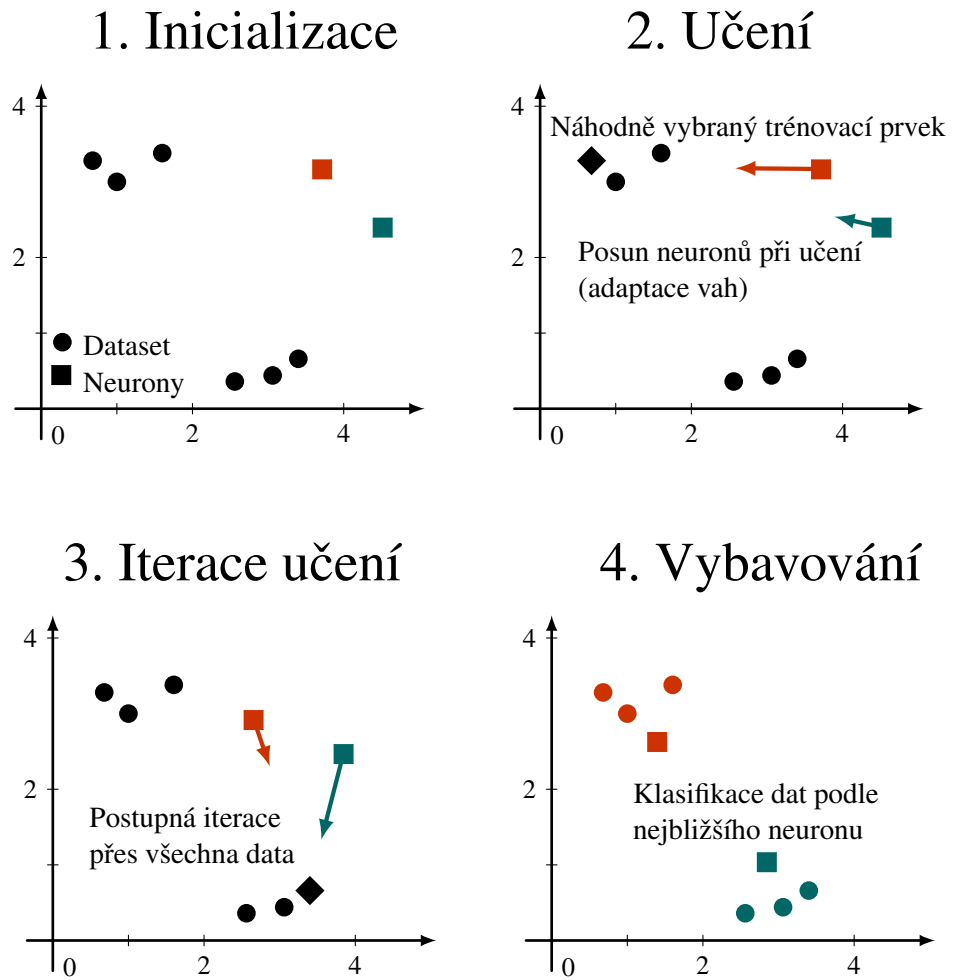 1. Inicializace
4
2
Dataset
Neurony
0
2
4
2. Učení
4
Náhodně vybraný trénovací prvek
2
Posun neuronů při učení
(adaptace vah)
0
2
4
3. Iterace učení
4
2
Postupná iterace
přes všechna data
0
2
4
4. Vybavování
4
2
Klasifikace dat podle
nejbližšího neuronu
0
2
4